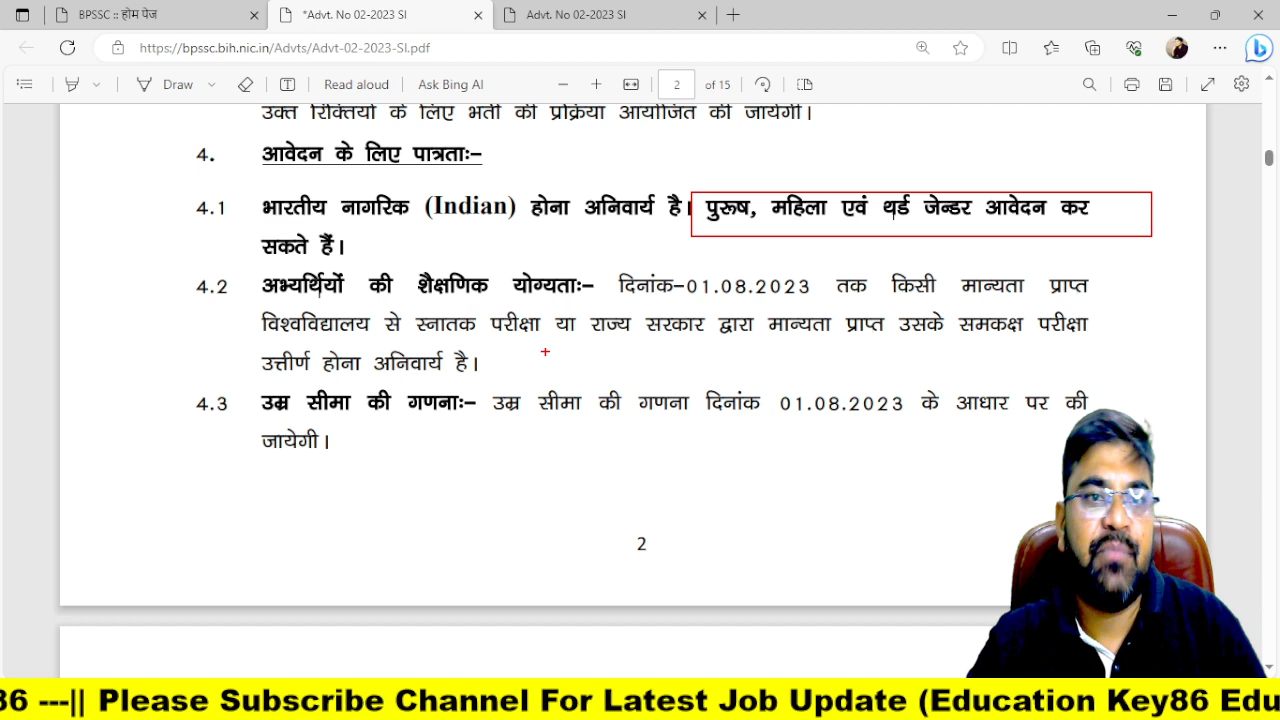 BPSSC :: होम पेज
*Advt. No 02-2023 SI
Advt. No 02-2023 SI
https://bpssc.bih.nic.in/Advts/Advt-02-2023-SI.pdf
Draw
Read aloud
Ask Bing AI
2
of 15
उक्त रिक्तियों के लिए भर्ती की प्रक्रिया आयोजित की जायेगी।
4. आवेदन के लिए पात्रताः-
4.1 भारतीय नागरिक (Indian) होना अनिवार्य है। पुरूष, महिला एवं थर्ड जेन्डर आवेदन कर
सकते हैं।
4.2 अभ्यर्थियों की शैक्षणिक योग्यताः- दिनांक-01.08.2023 तक किसी मान्यता प्राप्त
विश्वविद्यालय से स्नातक परीक्षा या राज्य सरकार द्वारा मान्यता प्राप्त उसके समकक्ष परीक्षा
उत्तीर्ण होना अनिवार्य है।
4.3 उम्र सीमा की गणनाः- उम्र सीमा की गणना दिनांक 01.08.2023 के आधार पर की
जायेगी।
2
86 ---|| Please Subscribe Channel For Latest Job Update (Education Key86 Edu